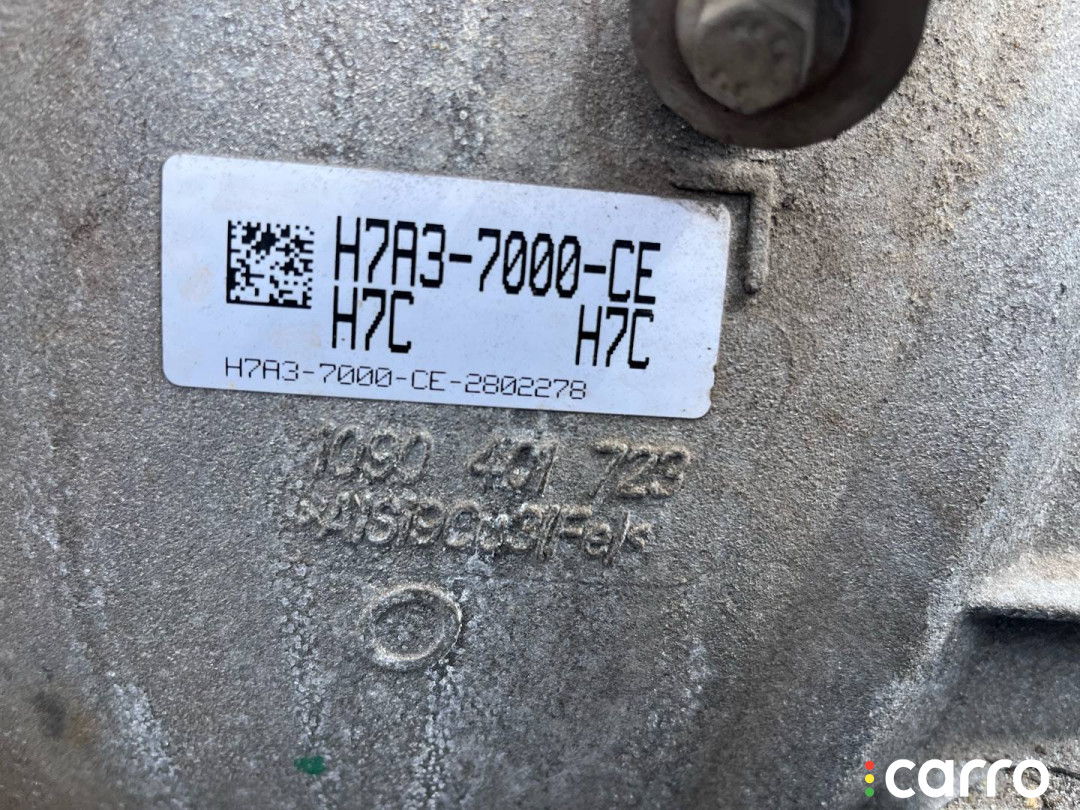 H7A3-7000-CE
H7C H7C
H7A3-7000-CE-2802278
1090 401 723
carro